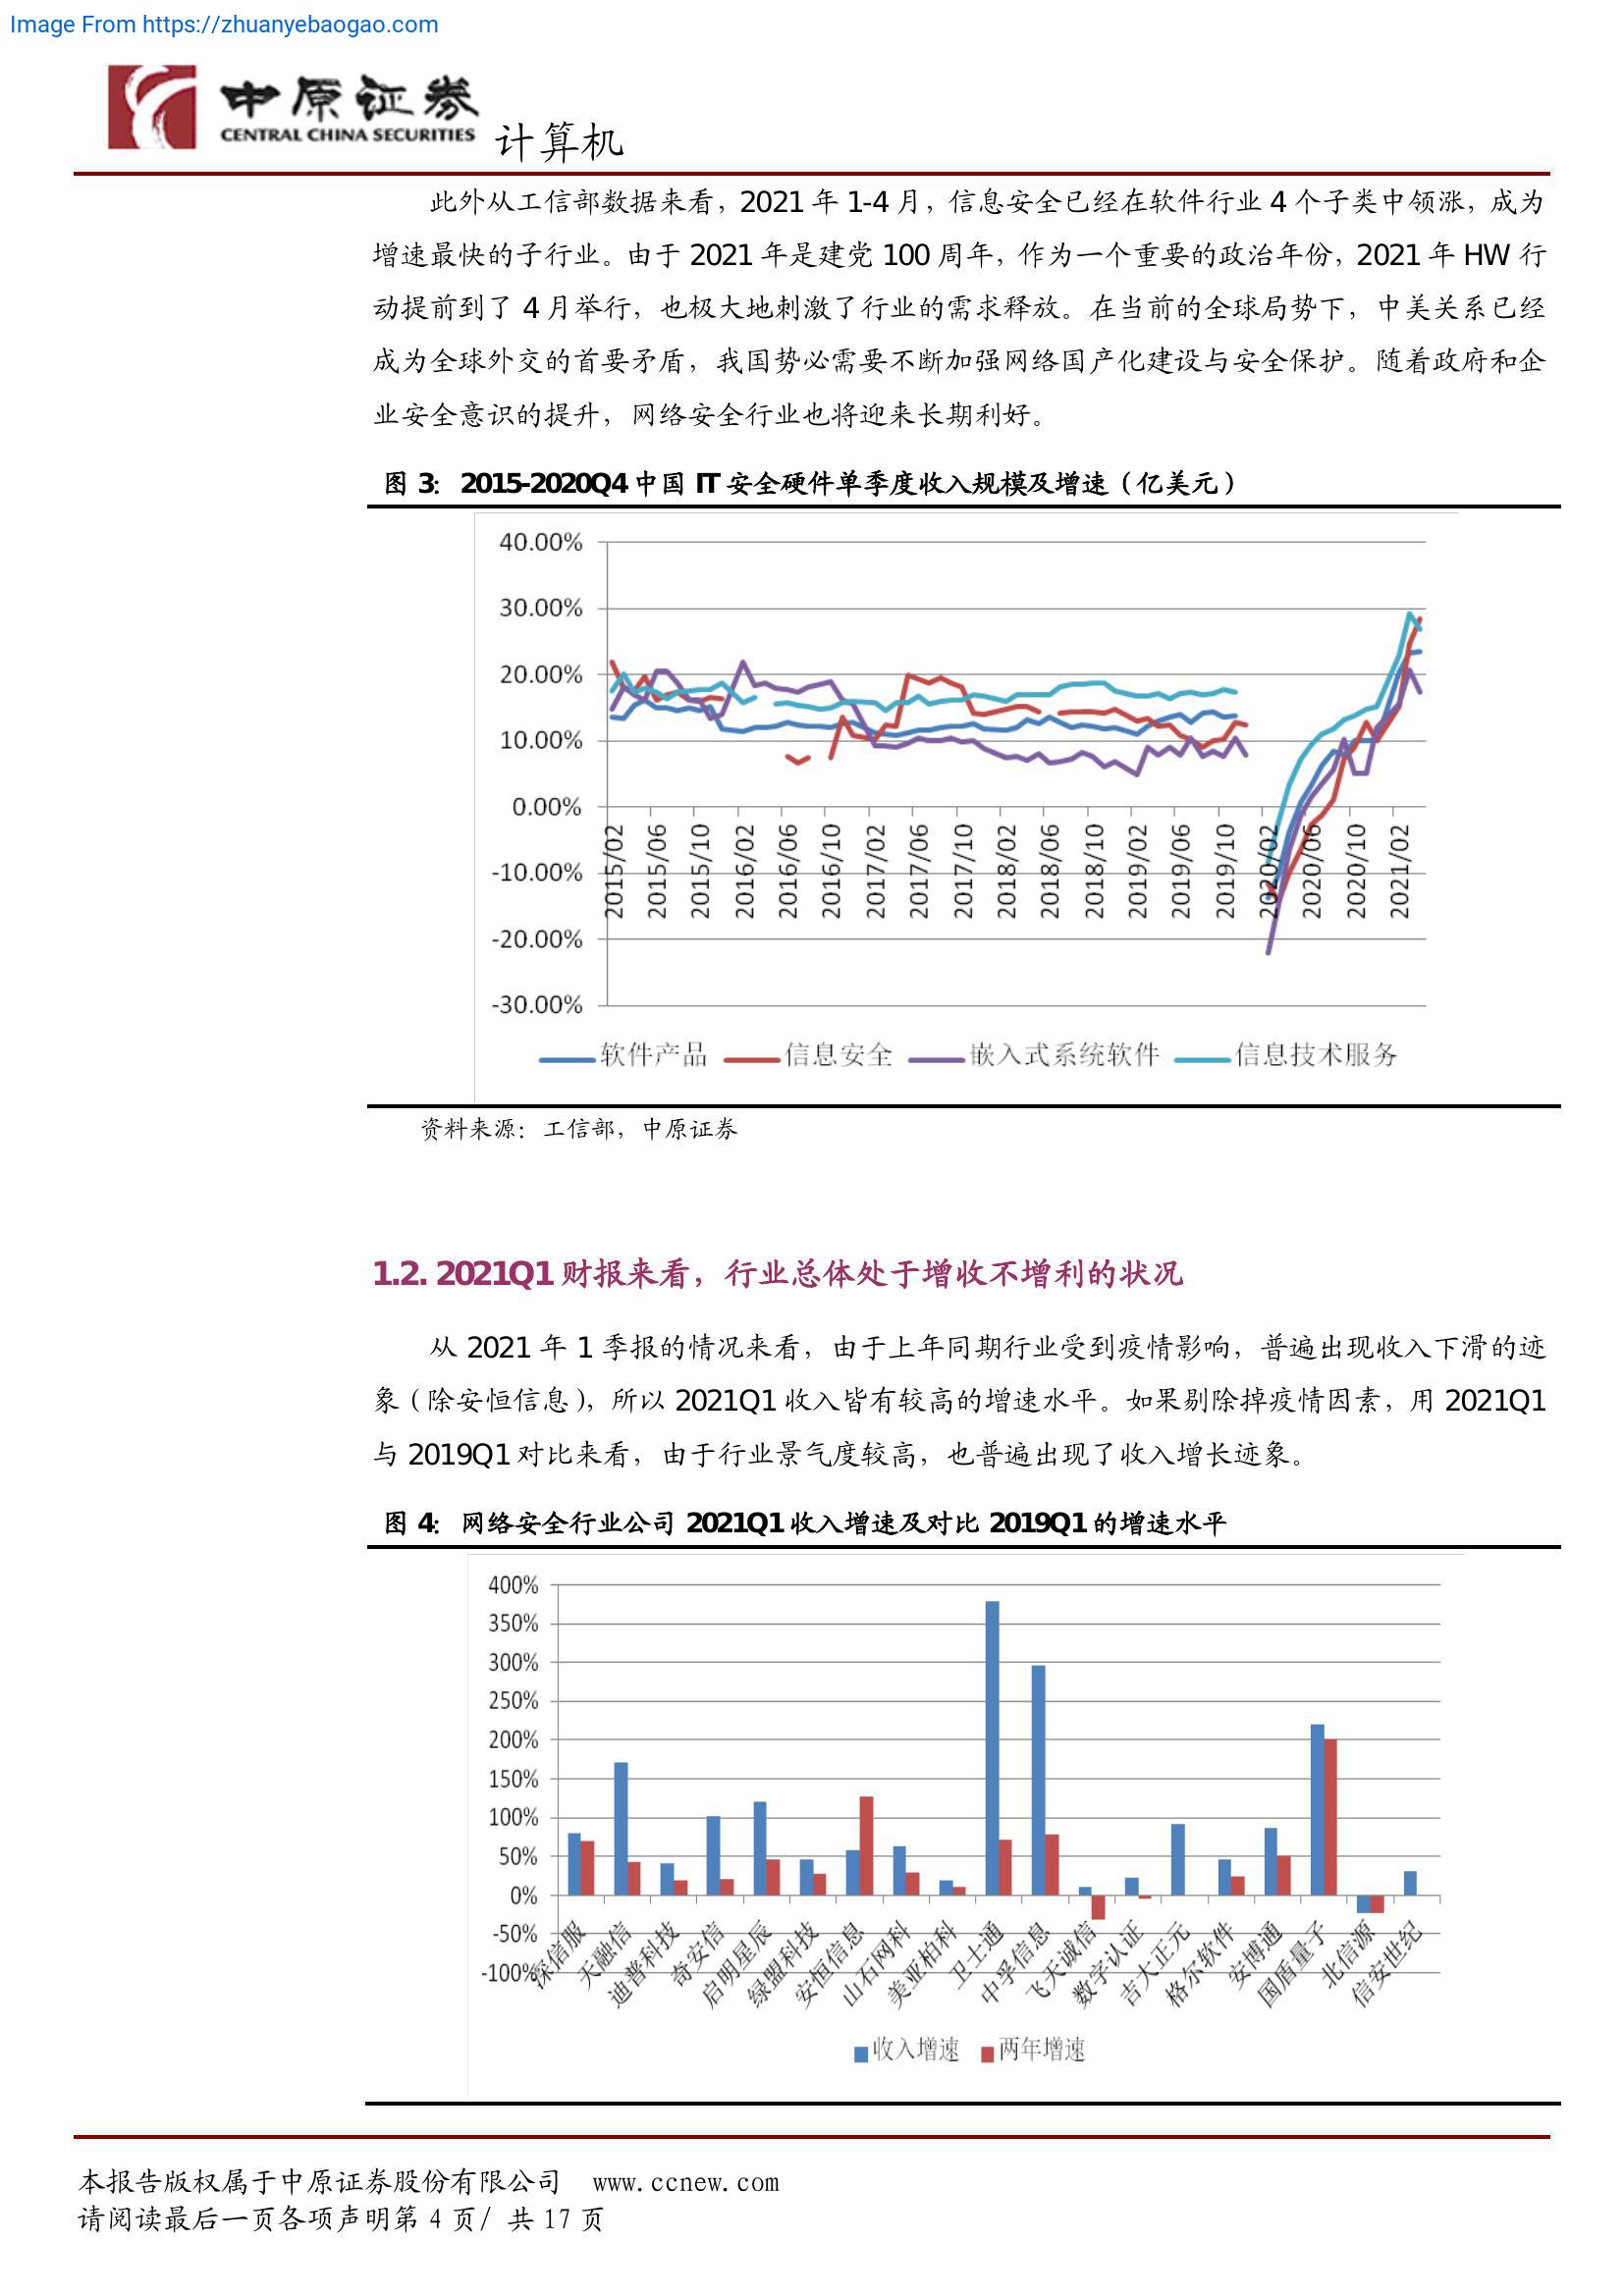 Image From https://zhuanyebaogao.com
中原证券
CENTRAL CHINA SECURITIES
计算机
此外从工信部数据来看，2021 年 1-4 月，信息安全已经在软件行业 4 个子类中领涨，成为
增速最快的子行业。由于 2021 年是建党 100 周年，作为一个重要的政治年份，2021 年 HW 行
动提前到了 4 月举行，也极大地刺激了行业的需求释放。在当前的全球局势下，中美关系已经
成为全球外交的首要矛盾，我国势必需要不断加强网络国产化建设与安全保护。随着政府和企
业安全意识的提升，网络安全行业也将迎来长期利好。
图 3: 2015-2020Q4 中国 IT 安全硬件单季度收入规模及增速（亿美元）
40.00%
30.00%
20.00%
10.00%
0.00%
-10.00%
-20.00%
-30.00%
2015/02
2015/06
2015/10
2016/02
2016/06
2016/10
2017/02
2017/06
2017/10
2018/02
2018/06
2018/10
2019/02
2019/06
2019/10
2020/02
2020/06
2020/10
2021/02
软件产品 信息安全 嵌入式系统软件 信息技术服务
资料来源：工信部，中原证券
1.2. 2021Q1 财报来看，行业总体处于增收不增利的状况
从 2021 年 1 季报的情况来看，由于上年同期行业受到疫情影响，普遍出现收入下滑的迹
象（除安恒信息），所以 2021Q1 收入皆有较高的增速水平。如果剔除掉疫情因素，用 2021Q1
与 2019Q1 对比来看，由于行业景气度较高，也普遍出现了收入增长迹象。
图 4: 网络安全行业公司 2021Q1 收入增速及对比 2019Q1 的增速水平
400%
350%
300%
250%
200%
150%
100%
50%
0%
-50%
-100%
深信服
天融信
迪普科技
奇安信
启明星辰
绿盟科技
安恒信息
山石网科
美亚柏科
卫士通
中孚信息
飞天诚信
数字认证
吉大正元
格尔软件
安博通
国盾量子
北信源
信安世纪
收入增速 两年增速
本报告版权属于中原证券股份有限公司 www.ccnew.com
请阅读最后一页各项声明第 4 页/ 共 17 页